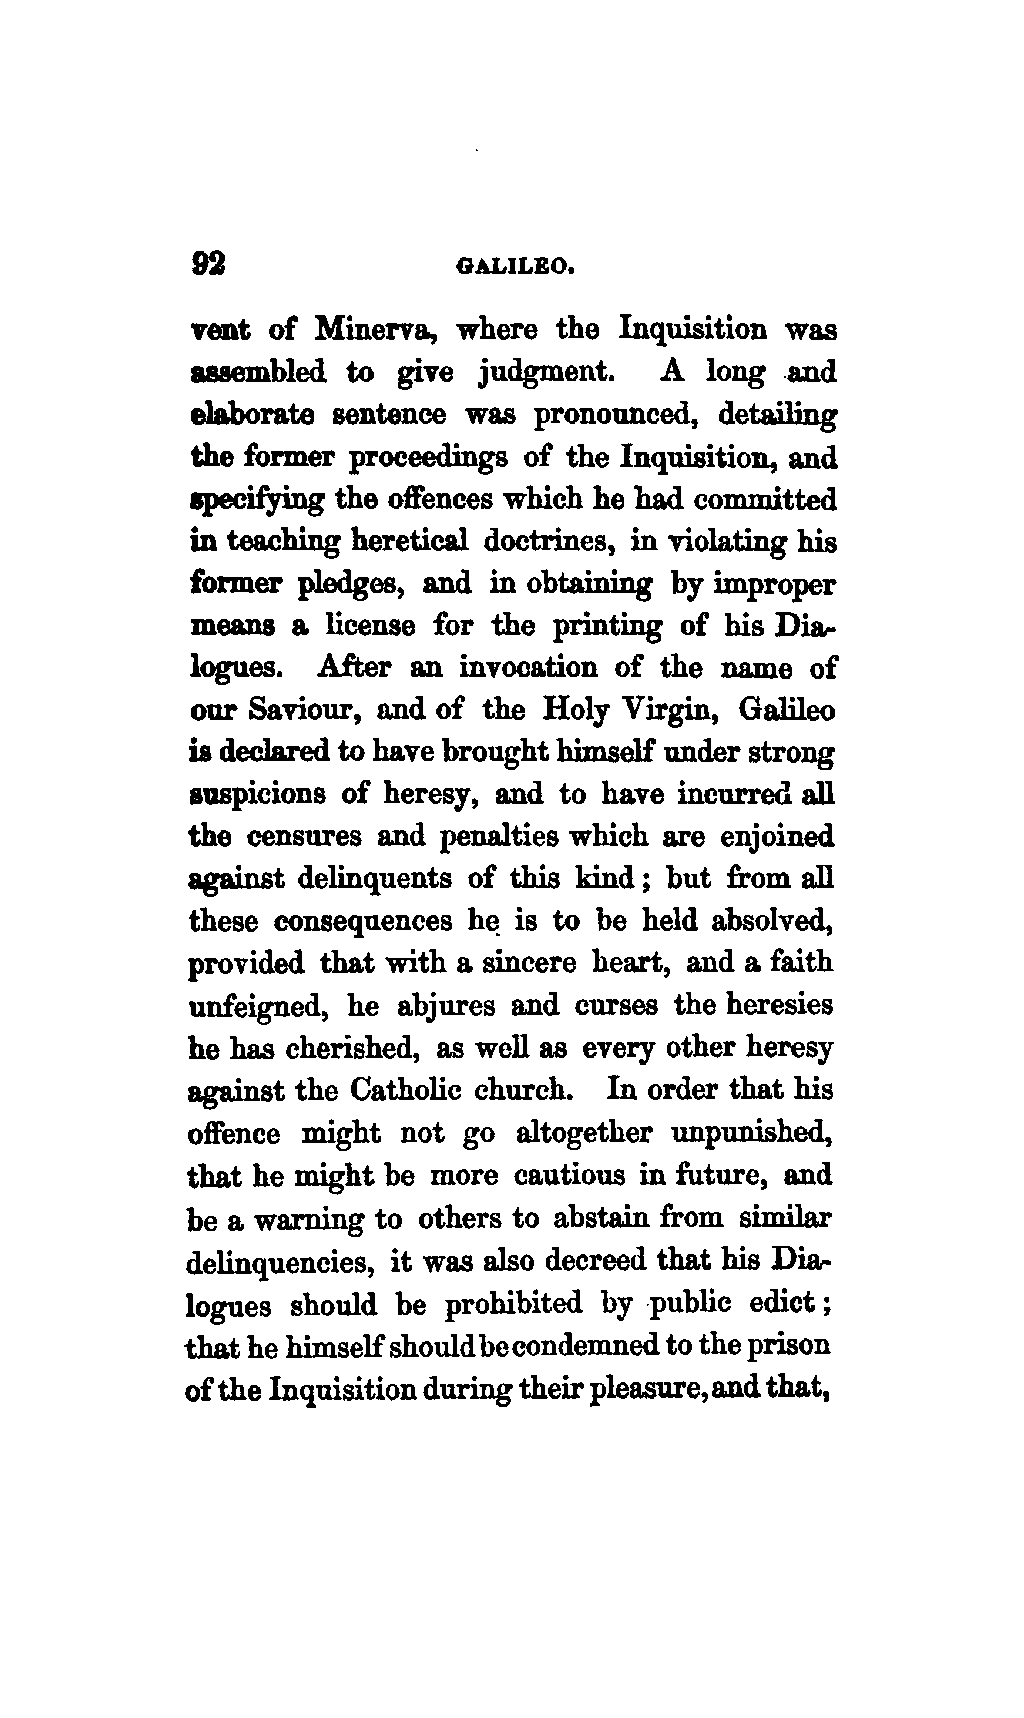 92 GALILEO.
vent of Minerva, where the Inquisition was
assembled to give judgment. A long and
elaborate sentence was pronounced, detailing
the former proceedings of the Inquisition, and
specifying the offences which he had committed
in teaching heretical doctrines, in violating his
former pledges, and in obtaining by improper
means a license for the printing of his Dia-
logues. After an invocation of the name of
our Saviour, and of the Holy Virgin, Galileo
is declared to have brought himself under strong
suspicions of heresy, and to have incurred all
the censures and penalties which are enjoined
against delinquents of this kind; but from all
these consequences he is to be held absolved,
provided that with a sincere heart, and a faith
unfeigned, he abjures and curses the heresies
he has cherished, as well as every other heresy
against the Catholic church. In order that his
offence might not go altogether unpunished,
that he might be more cautious in future, and
be a warning to others to abstain from similar
delinquencies, it was also decreed that his Dia-
logues should be prohibited by public edict;
that he himself should be condemned to the prison
of the Inquisition during their pleasure, and that,